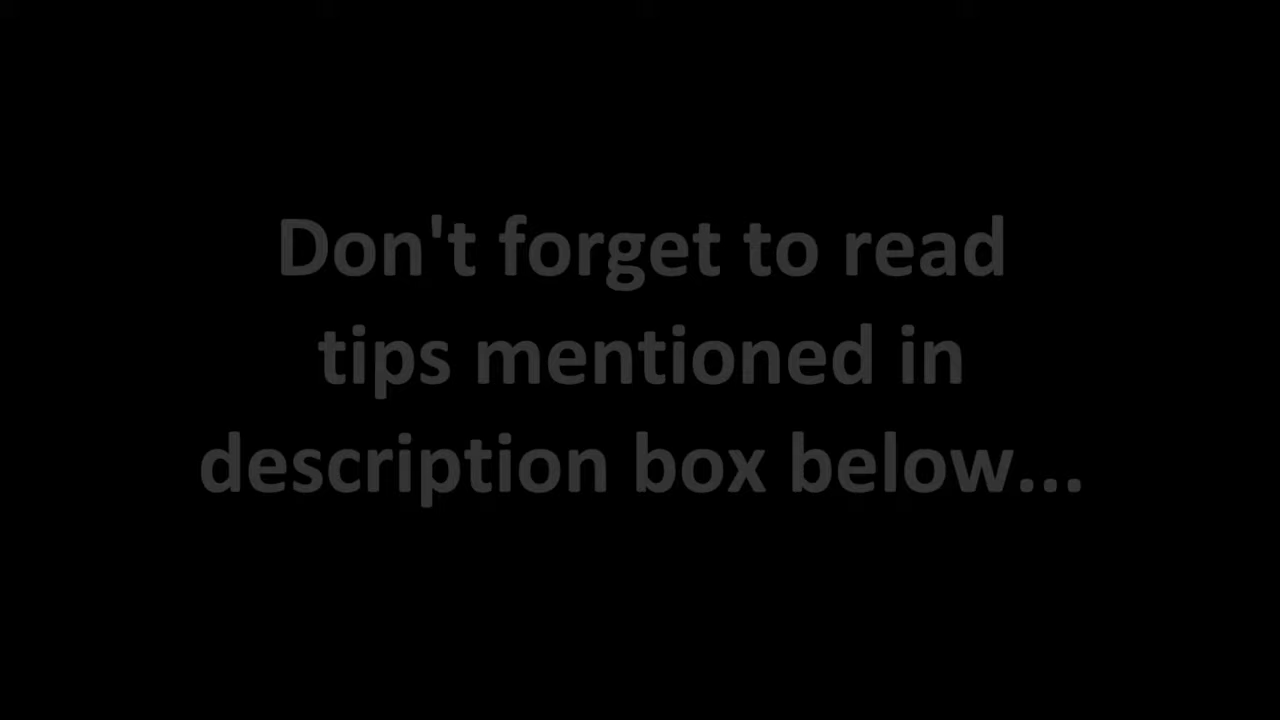 Don't forget to read
tips mentioned in
description box below...